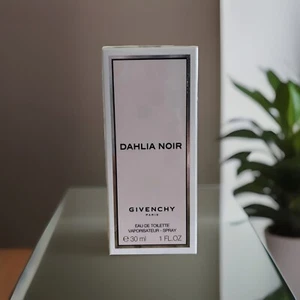 DAHLIA NOIR
GIVENCHY
PARIS
EAU DE TOILETTE
VAPORISATEUR - SPRAY
℮ 30 ml 1 FL.OZ